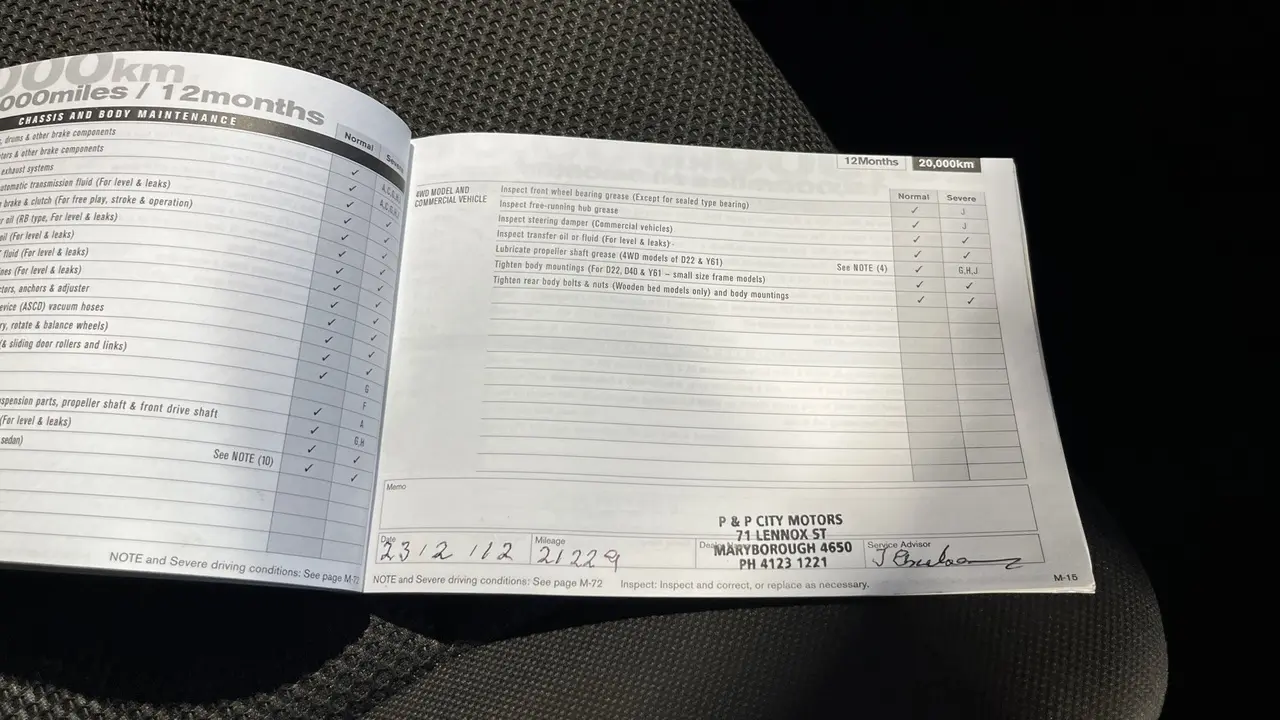 000km
000miles / 12months
CHASSIS AND BODY MAINTENANCE
Normal
, drums & other brake components
tors & other brake components
exhaust systems
✓
utomatic transmission fluid (For level & leaks)
✓ A,C,G,H
r brake & clutch (For free play, stroke & operation)
✓
r oil (RB type, For level & leaks)
✓ ✓
oil (For level & leaks)
✓ ✓
fluid (For level & leaks)
✓ ✓
nes (For level & leaks)
✓ ✓
ctors, anchors & adjuster
✓ ✓
evice (ASCD) vacuum hoses
✓ ✓
ry, rotate & balance wheels)
✓ ✓
(& sliding door rollers and links)
✓ ✓
✓ G
F
spension parts, propeller shaft & front drive shaft
✓ A
(For level & leaks)
✓ G,H
sedan)
✓ ✓
See NOTE (10) ✓ ✓
NOTE and Severe driving conditions: See page M-72
12Months 20,000km
Normal Severe
4WD MODEL AND
COMMERCIAL VEHICLE
Inspect front wheel bearing grease (Except for sealed type bearing) ✓ J
Inspect free-running hub grease ✓ J
Inspect steering damper (Commercial vehicles) ✓ ✓
Inspect transfer oil or fluid (For level & leaks) ✓ ✓
Lubricate propeller shaft grease (4WD models of D22 & Y61) See NOTE (4) ✓ G,H,J
Tighten body mountings (For D22, D40 & Y61 – small size frame models) ✓ ✓
Tighten rear body bolts & nuts (Wooden bed models only) and body mountings ✓ ✓
Memo
P & P CITY MOTORS
71 LENNOX ST
MARYBOROUGH 4650
PH 4123 1221
Date
23 12 112
Mileage
21229
Service Advisor
NOTE and Severe driving conditions: See page M-72 Inspect: Inspect and correct, or replace as necessary.
M-15